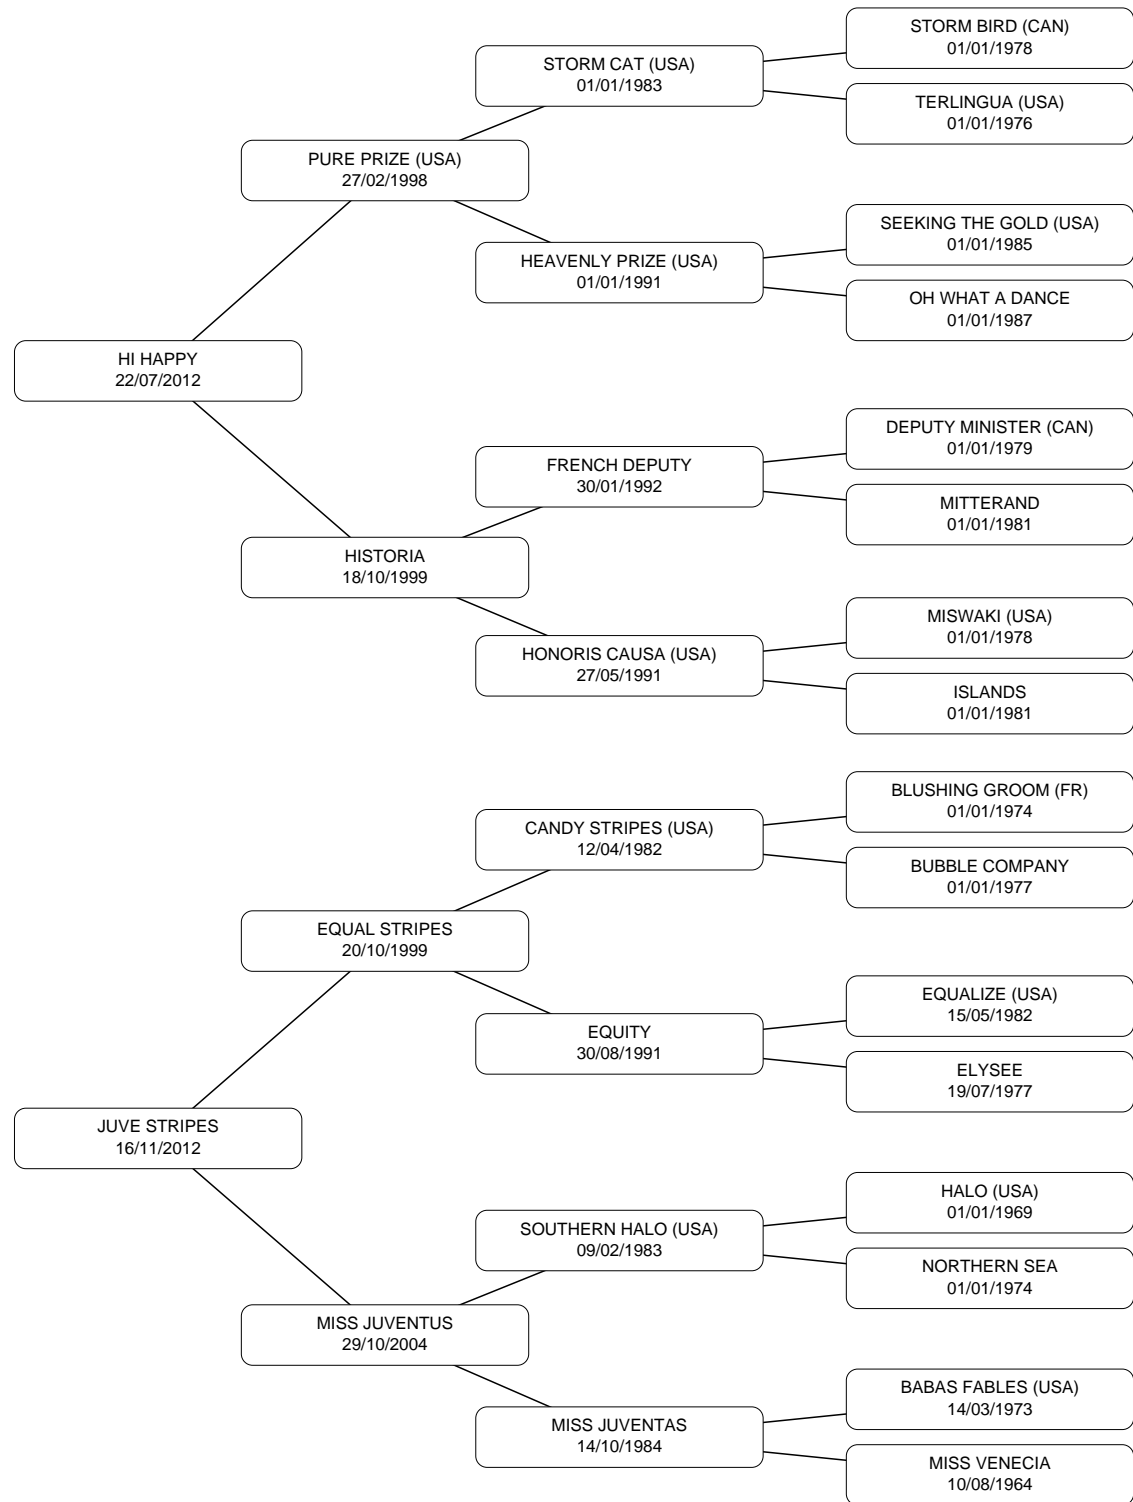 STORM BIRD (CAN)
01/01/1978
STORM CAT (USA)
01/01/1983
TERLINGUA (USA)
01/01/1976
PURE PRIZE (USA)
27/02/1998
SEEKING THE GOLD (USA)
01/01/1985
HEAVENLY PRIZE (USA)
01/01/1991
OH WHAT A DANCE
01/01/1987
HI HAPPY
22/07/2012
DEPUTY MINISTER (CAN)
01/01/1979
FRENCH DEPUTY
30/01/1992
MITTERAND
01/01/1981
HISTORIA
18/10/1999
MISWAKI (USA)
01/01/1978
HONORIS CAUSA (USA)
27/05/1991
ISLANDS
01/01/1981
BLUSHING GROOM (FR)
01/01/1974
CANDY STRIPES (USA)
12/04/1982
BUBBLE COMPANY
01/01/1977
EQUAL STRIPES
20/10/1999
EQUALIZE (USA)
15/05/1982
EQUITY
30/08/1991
ELYSEE
19/07/1977
JUVE STRIPES
16/11/2012
HALO (USA)
01/01/1969
SOUTHERN HALO (USA)
09/02/1983
NORTHERN SEA
01/01/1974
MISS JUVENTUS
29/10/2004
BABAS FABLES (USA)
14/03/1973
MISS JUVENTAS
14/10/1984
MISS VENECIA
10/08/1964